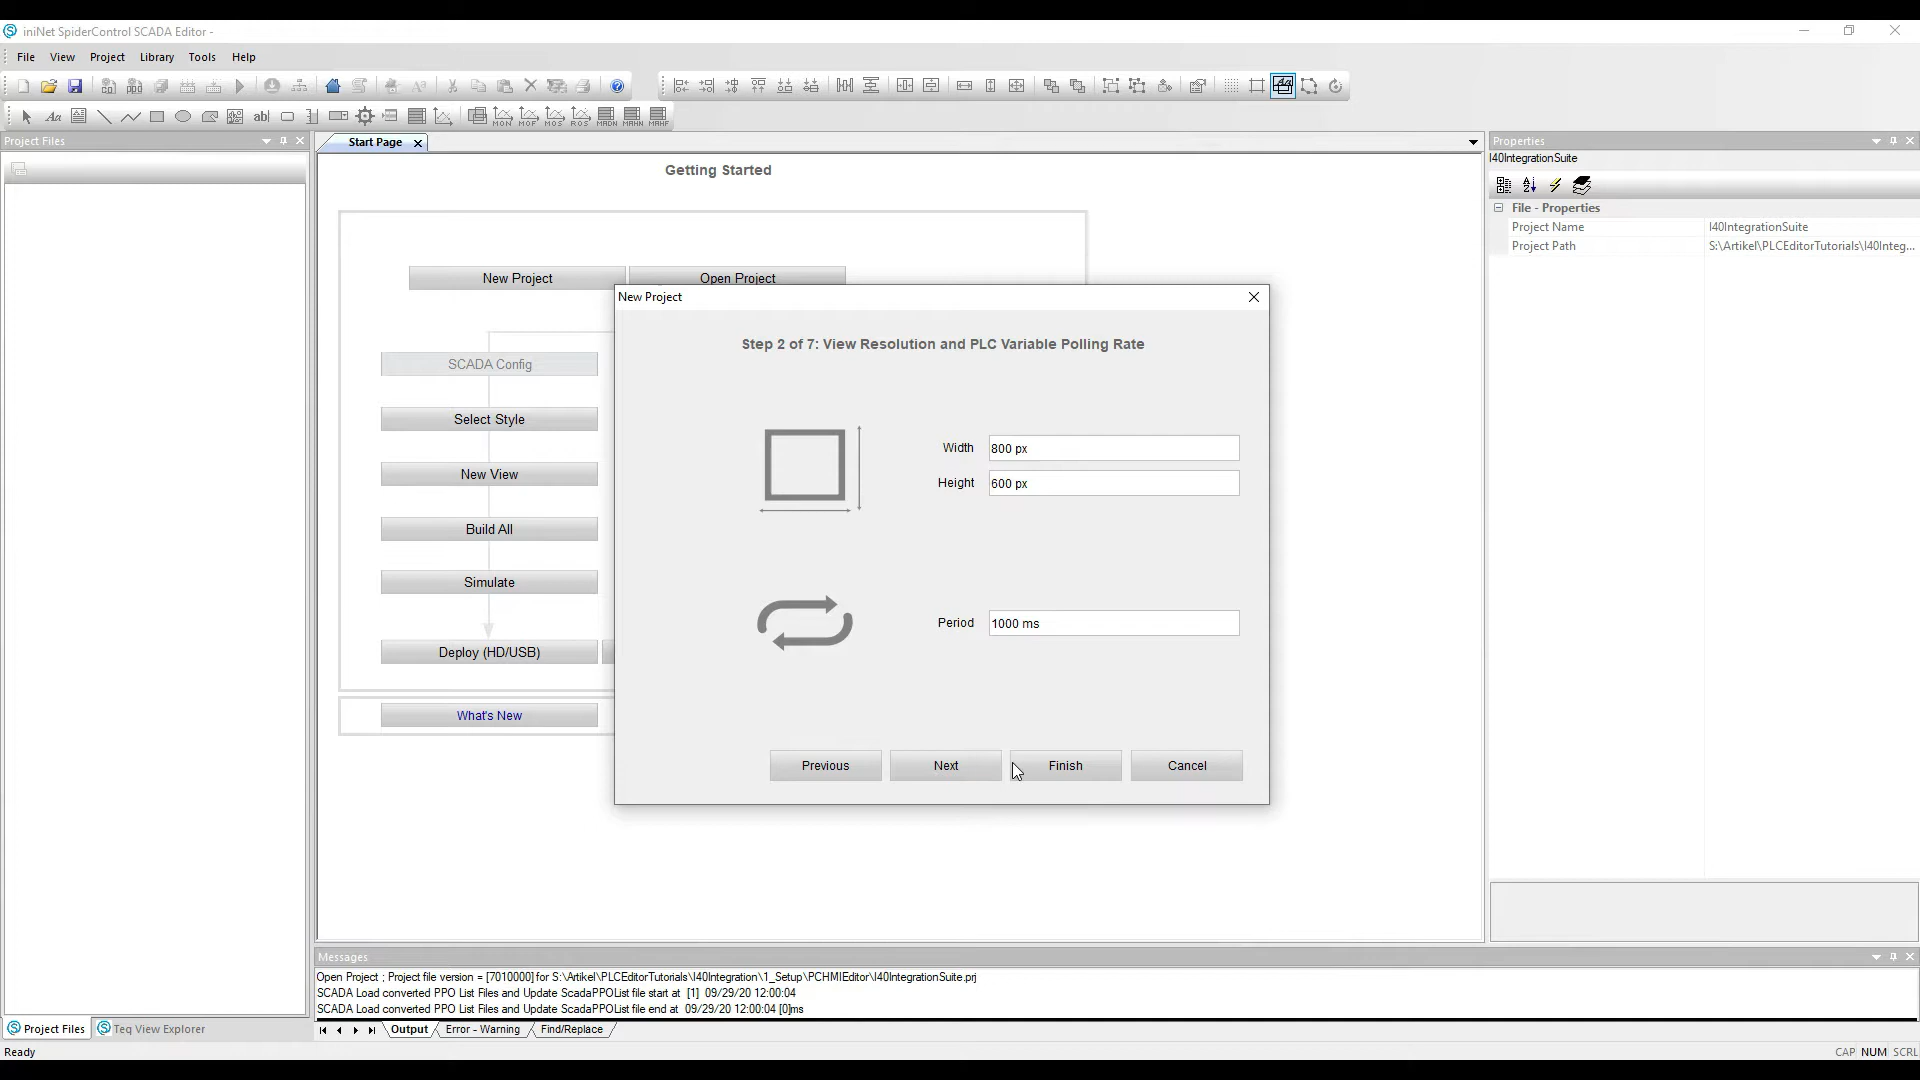 iniNet SpiderControl SCADA Editor -
File View Project Library Tools Help
Project Files
Start Page
Properties
I40IntegrationSuite
File - Properties
Project Name I40IntegrationSuite
Project Path S:\Artikel\PLCEditorTutorials\I40Integ...
Getting Started
New Project Open Project
SCADA Config
Select Style
New View
Build All
Simulate
Deploy (HD/USB)
What's New
New Project
Step 2 of 7: View Resolution and PLC Variable Polling Rate
Width 800 px
Height 600 px
Period 1000 ms
Previous Next Finish Cancel
Messages
Open Project ; Project file version = [7010000] for S:\Artikel\PLCEditorTutorials\I40Integration\1_Setup\PCHMIEditor\I40IntegrationSuite.prj
SCADA Load converted PPO List Files and Update ScadaPPOList file start at [1] 09/29/20 12:00:04
SCADA Load converted PPO List Files and Update ScadaPPOList file end at 09/29/20 12:00:04 [0]ms
Project Files Teq View Explorer
Output Error - Warning Find/Replace
Ready
CAP NUM SCRL